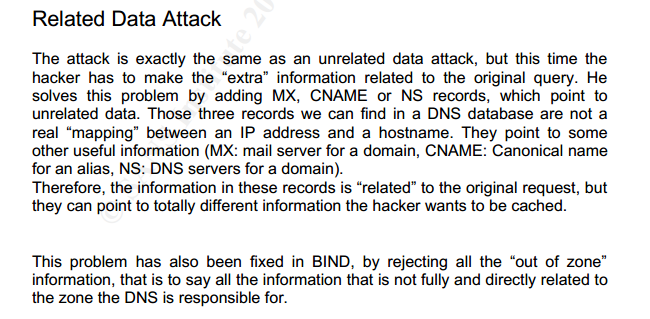 Related Data Attack
The attack is exactly the same as an unrelated data attack, but this time the
hacker has to make the “extra” information related to the original query. He
solves this problem by adding MX, CNAME or NS records, which point to
unrelated data. Those three records we can find in a DNS database are not a
real “mapping” between an IP address and a hostname. They point to some
other useful information (MX: mail server for a domain, CNAME: Canonical name
for an alias, NS: DNS servers for a domain).
Therefore, the information in these records is “related” to the original request, but
they can point to totally different information the hacker wants to be cached.
This problem has also been fixed in BIND, by rejecting all the “out of zone”
information, that is to say all the information that is not fully and directly related to
the zone the DNS is responsible for.